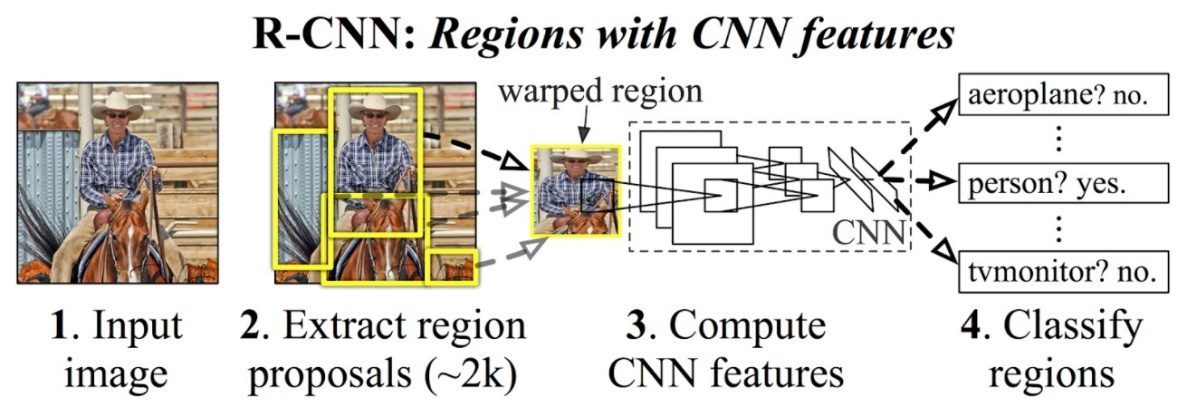 R-CNN: Regions with CNN features
warped region
aeroplane? no.
⋮
person? yes.
⋮
tvmonitor? no.
CNN
1. Input
image
2. Extract region
proposals (~2k)
3. Compute
CNN features
4. Classify
regions